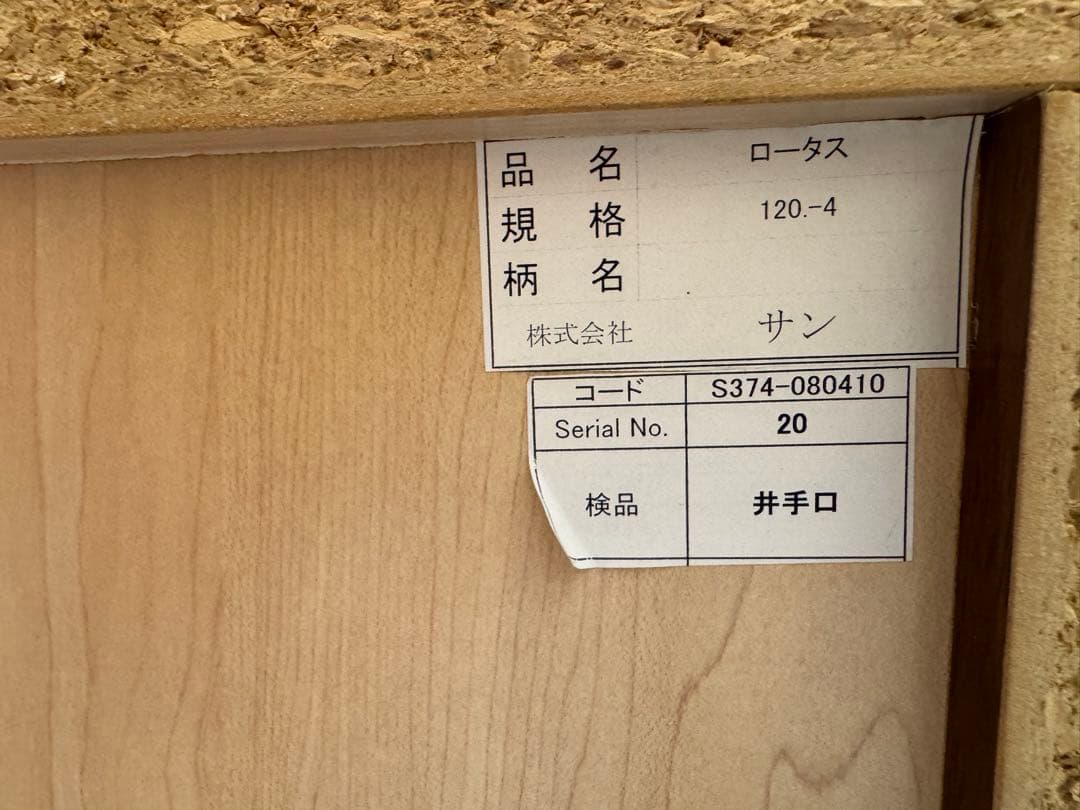 品 名 ロータス
規 格 120.-4
柄 名
株式会社 サン
コード S374-080410
Serial No. 20
検品 井手口